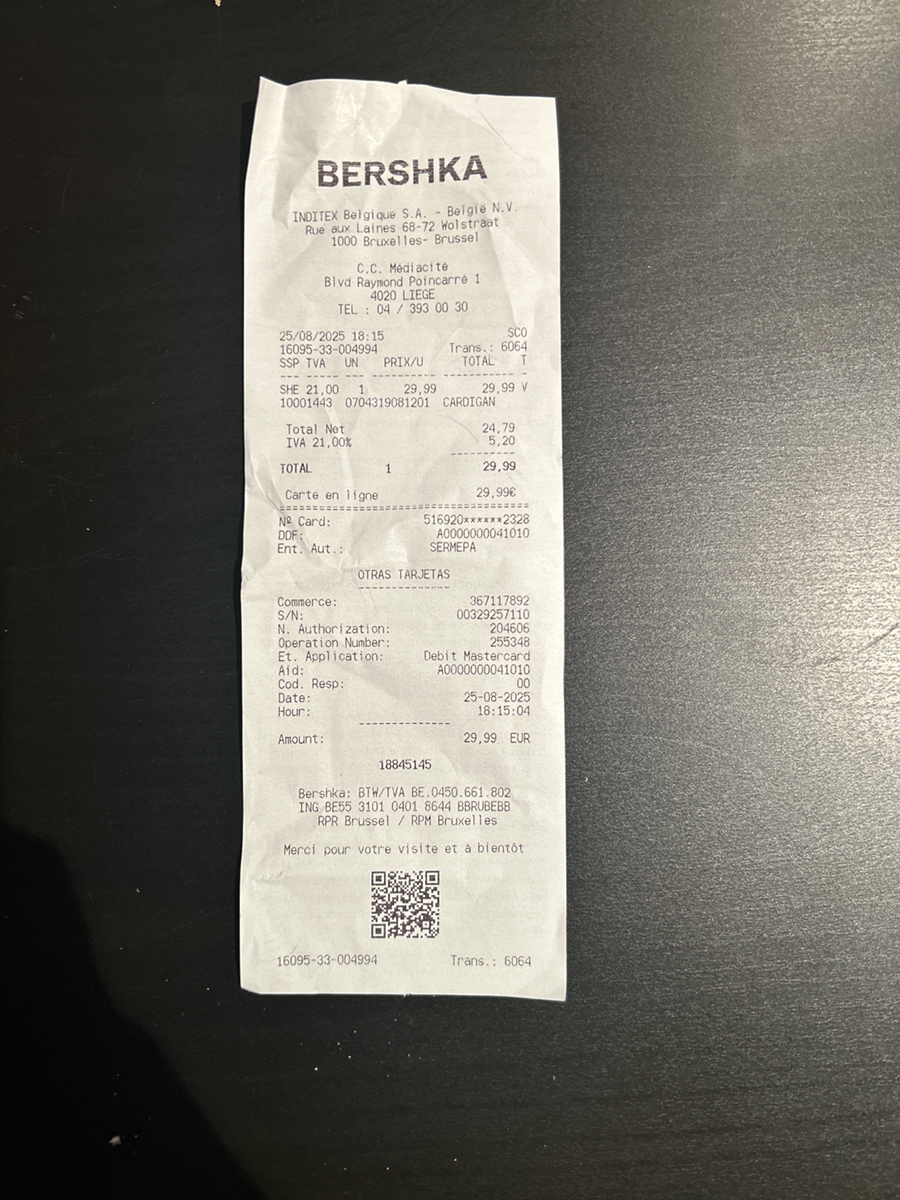 BERSHKA
INDITEX Belgique S.A. - België N.V.
Rue aux Laines 68-72 Wolstraat
1000 Bruxelles- Brussel
C.C. Médiacité
Blvd Raymond Poincarré 1
4020 LIEGE
TEL : 04 / 393 00 30
25/08/2025 18:15 SCO
16095-33-004994 Trans.: 6064
SSP TVA UN PRIX/U TOTAL T
--- ----- --- ---------- ----------- -
SHE 21,00 1 29,99 29,99 V
10001443 0704319081201 CARDIGAN
Total Net 24,79
IVA 21,00% 5,20
----------
TOTAL 1 29,99
Carte en ligne 29,99€
======================================
Nº Card: 516920******2328
DDF: A0000000041010
Ent. Aut.: SERMEPA
OTRAS TARJETAS
--------------
Commerce: 367117892
S/N: 00329257110
N. Authorization: 204606
Operation Number: 255348
Et. Application: Debit Mastercard
Aid: A0000000041010
Cod. Resp: 00
Date: 25-08-2025
Hour: 18:15:04
--------------
Amount: 29,99 EUR
18845145
Bershka: BTW/TVA BE.0450.661.802
ING BE55 3101 0401 8644 BBRUBEBB
RPR Brussel / RPM Bruxelles
Merci pour votre visite et à bientôt
16095-33-004994 Trans.: 6064